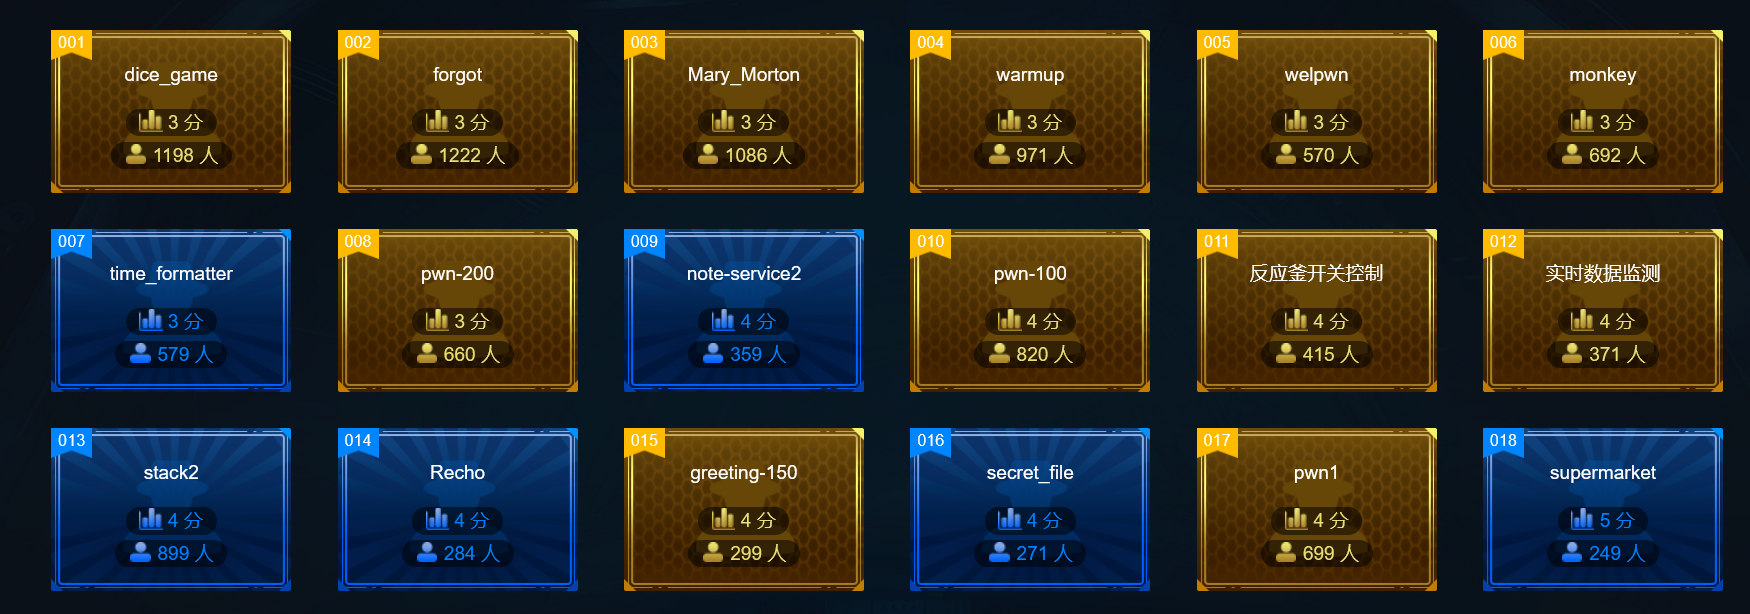 001
dice_game
3 分
1198 人
002
forgot
3 分
1222 人
003
Mary_Morton
3 分
1086 人
004
warmup
3 分
971 人
005
welpwn
3 分
570 人
006
monkey
3 分
692 人
007
time_formatter
3 分
579 人
008
pwn-200
3 分
660 人
009
note-service2
4 分
359 人
010
pwn-100
4 分
820 人
011
反应釜开关控制
4 分
415 人
012
实时数据监测
4 分
371 人
013
stack2
4 分
899 人
014
Recho
4 分
284 人
015
greeting-150
4 分
299 人
016
secret_file
4 分
271 人
017
pwn1
4 分
699 人
018
supermarket
5 分
249 人